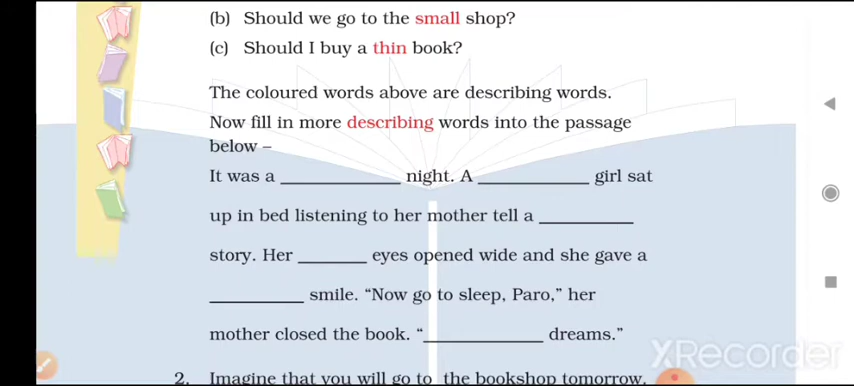 (b) Should we go to the small shop?
(c) Should I buy a thin book?
The coloured words above are describing words.
Now fill in more describing words into the passage
below –
It was a ____________ night. A ____________ girl sat
up in bed listening to her mother tell a __________
story. Her _______ eyes opened wide and she gave a
__________ smile. “Now go to sleep, Paro,” her
mother closed the book. “____________ dreams.”
2. Imagine that you will go to the bookshop tomorrow.
XRecorder